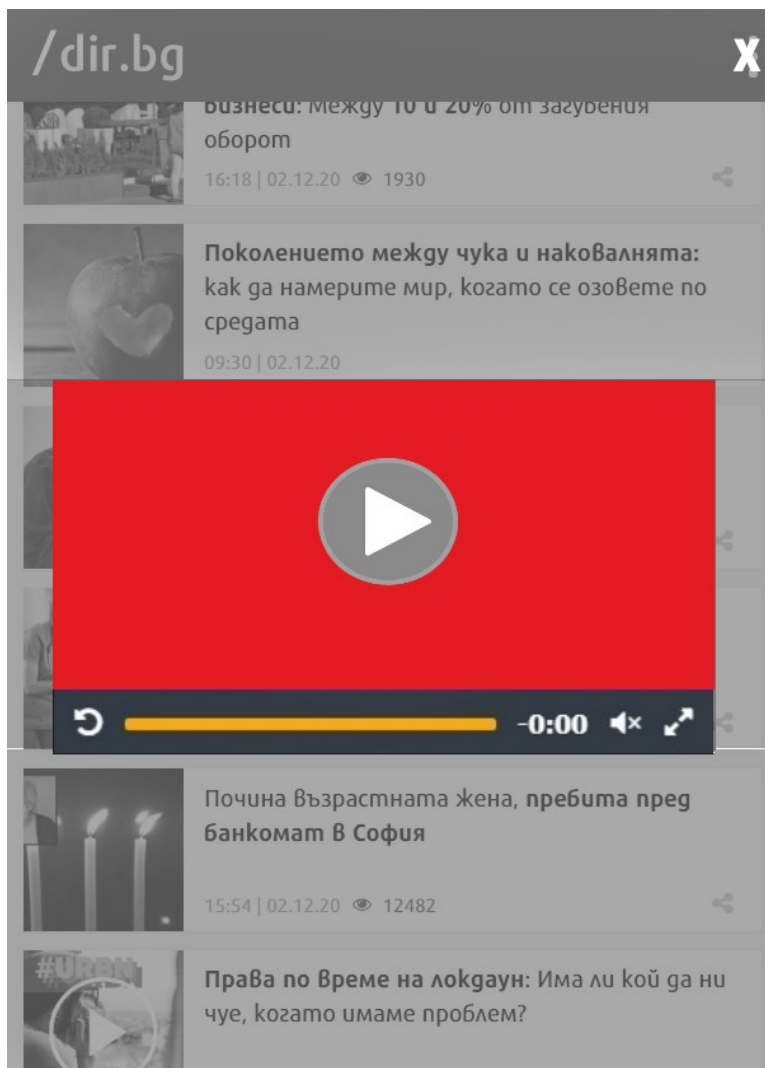 /dir.bg
X
бизнеси: Между 10 и 20% от загубения
оборот
16:18 | 02.12.20 1930
Поколението между чука и наковалнята:
как да намерите мир, когато се озовете по
средата
09:30 | 02.12.20
-0:00
Почина възрастната жена, пребита пред
банкомат в София
15:54 | 02.12.20 12482
#URBN
Права по време на локдаун: Има ли кой да ни
чуе, когато имаме проблем?